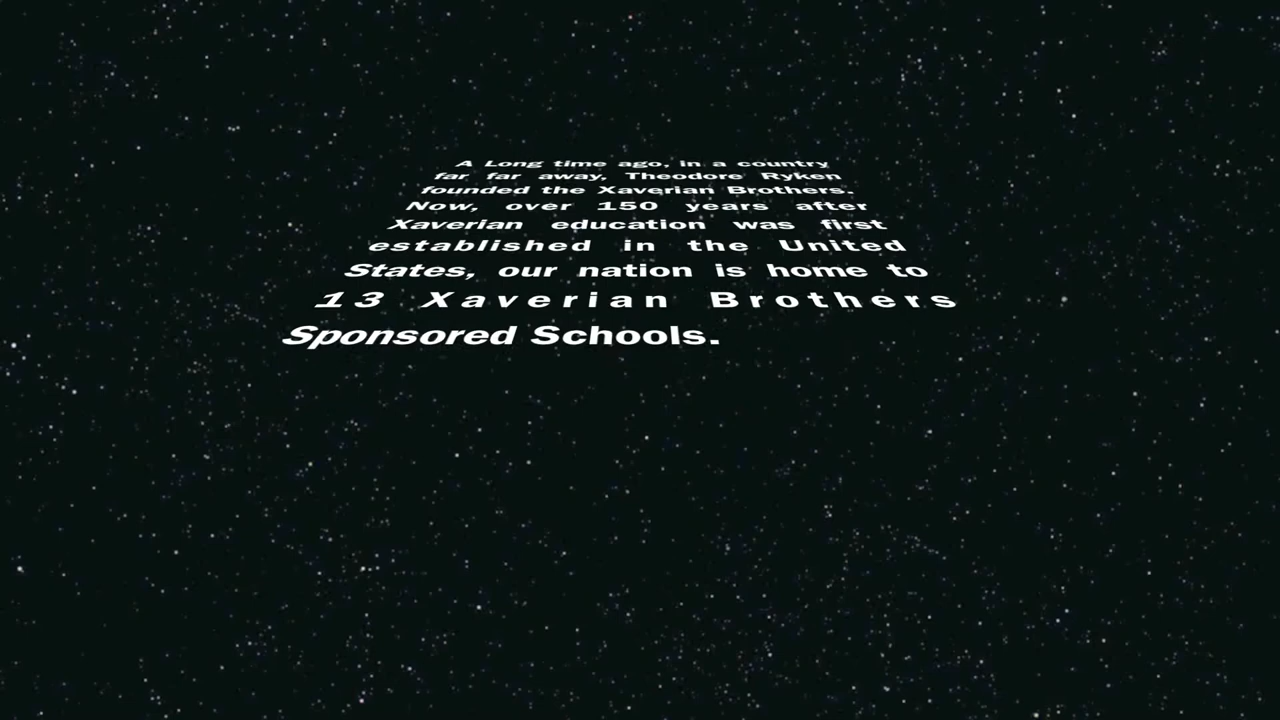 A Long time ago, in a country
far far away, Theodore Ryken
founded the Xaverian Brothers.
Now, over 150 years after
Xaverian education was first
established in the United
States, our nation is home to
13 Xaverian Brothers
Sponsored Schools.